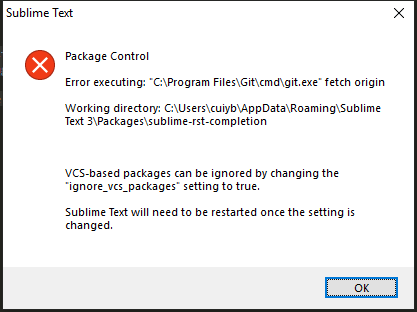 Sublime Text
Package Control
Error executing: "C:\Program Files\Git\cmd\git.exe" fetch origin
Working directory: C:\Users\cuiyb\AppData\Roaming\Sublime
Text 3\Packages\sublime-rst-completion
VCS-based packages can be ignored by changing the
"ignore_vcs_packages" setting to true.
Sublime Text will need to be restarted once the setting is
changed.
OK